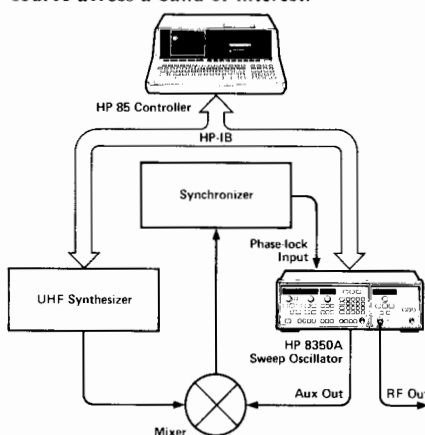 source across a band of interest.
HP 85 Controller
HP-IB
Synchronizer
Phase-lock
Input
UHF Synthesizer
HP 8350A
Sweep Oscillator
Aux Out
RF Out
Mixer